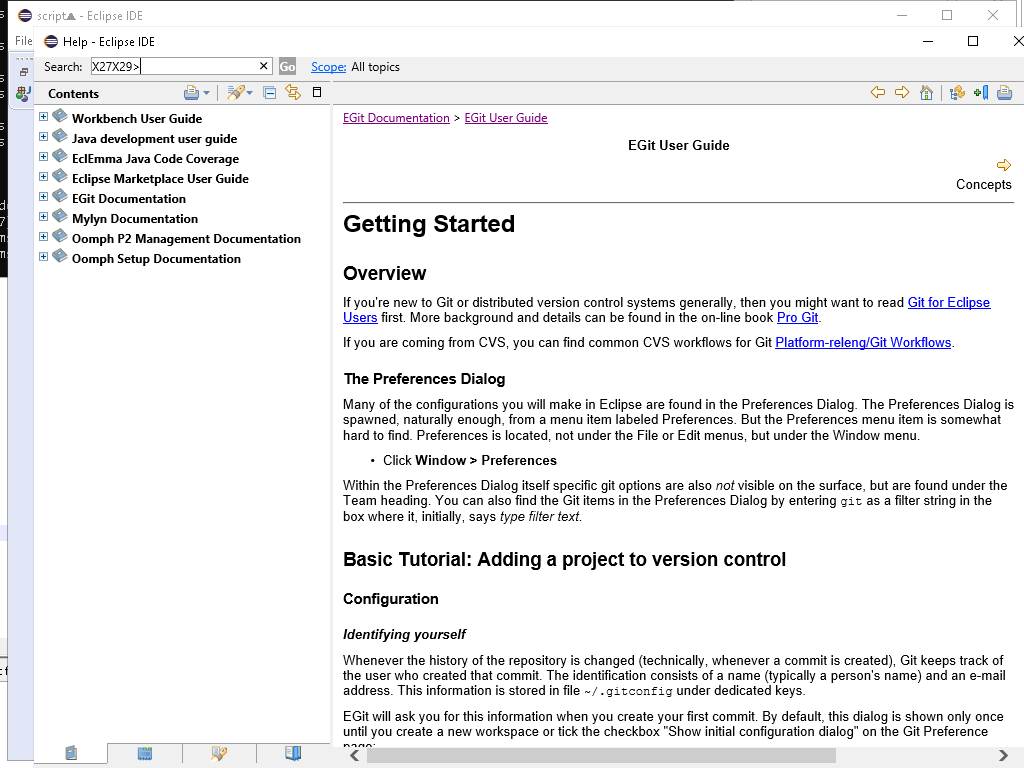 script▲ - Eclipse IDE
File
Help - Eclipse IDE
Search: X27X29> Go Scope: All topics
Contents
Workbench User Guide
Java development user guide
EclEmma Java Code Coverage
Eclipse Marketplace User Guide
EGit Documentation
Mylyn Documentation
Oomph P2 Management Documentation
Oomph Setup Documentation
EGit Documentation > EGit User Guide
EGit User Guide
Concepts
Getting Started
Overview
If you're new to Git or distributed version control systems generally, then you might want to read Git for Eclipse
Users first. More background and details can be found in the on-line book Pro Git.
If you are coming from CVS, you can find common CVS workflows for Git Platform-releng/Git Workflows.
The Preferences Dialog
Many of the configurations you will make in Eclipse are found in the Preferences Dialog. The Preferences Dialog is
spawned, naturally enough, from a menu item labeled Preferences. But the Preferences menu item is somewhat
hard to find. Preferences is located, not under the File or Edit menus, but under the Window menu.
• Click Window > Preferences
Within the Preferences Dialog itself specific git options are also not visible on the surface, but are found under the
Team heading. You can also find the Git items in the Preferences Dialog by entering git as a filter string in the
box where it, initially, says type filter text.
Basic Tutorial: Adding a project to version control
Configuration
Identifying yourself
Whenever the history of the repository is changed (technically, whenever a commit is created), Git keeps track of
the user who created that commit. The identification consists of a name (typically a person's name) and an e-mail
address. This information is stored in file ~/.gitconfig under dedicated keys.
EGit will ask you for this information when you create your first commit. By default, this dialog is shown only once
until you create a new workspace or tick the checkbox "Show initial configuration dialog" on the Git Preference
page: